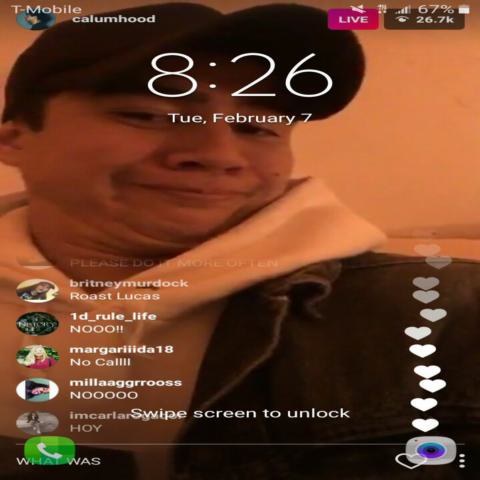 T-Mobile
67%
calumhood
LIVE
26.7k
8:26
Tue, February 7
PLEASE DO IT MORE OFTEN
britneymurdock
Roast Lucas
1d_rule_life
NOOO!!
margariiida18
No Callll
millaaggrrooss
NOOOOO
Swipe screen to unlock
HOY
WHAT WAS